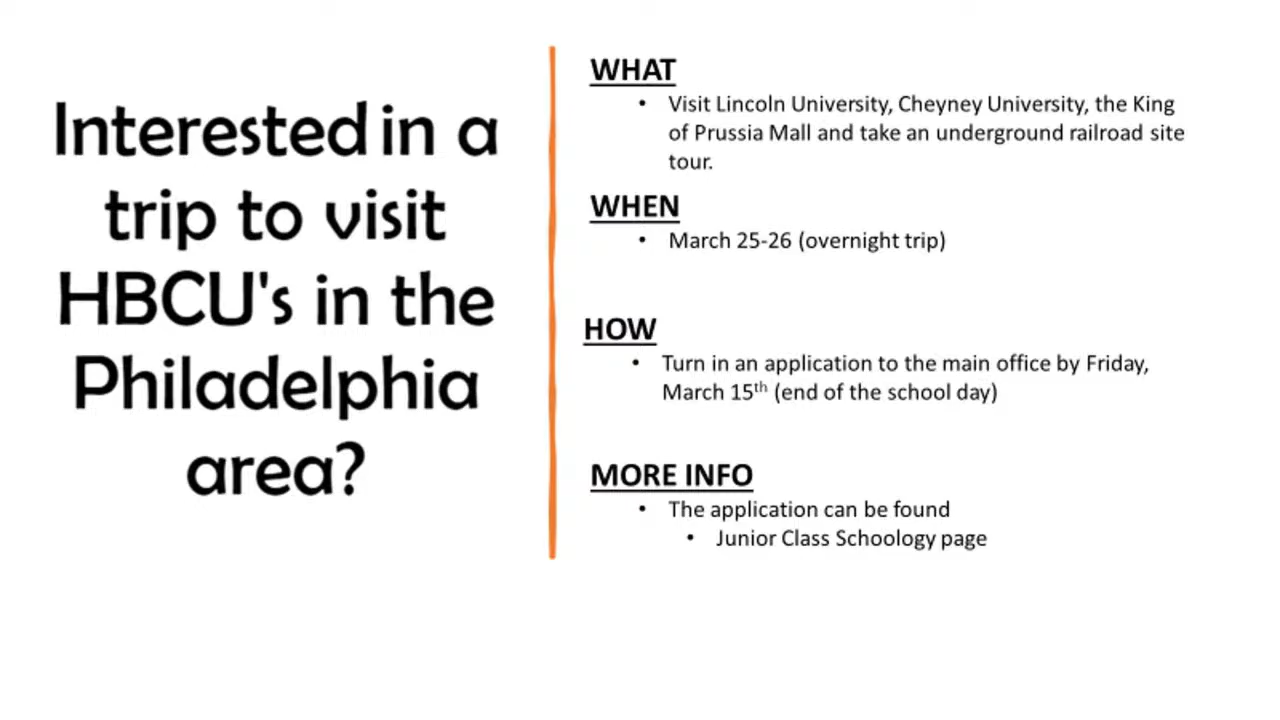 Interested in a
trip to visit
HBCU's in the
Philadelphia
area?
WHAT
• Visit Lincoln University, Cheyney University, the King
of Prussia Mall and take an underground railroad site
tour.
WHEN
• March 25-26 (overnight trip)
HOW
• Turn in an application to the main office by Friday,
March 15th (end of the school day)
MORE INFO
• The application can be found
• Junior Class Schoology page